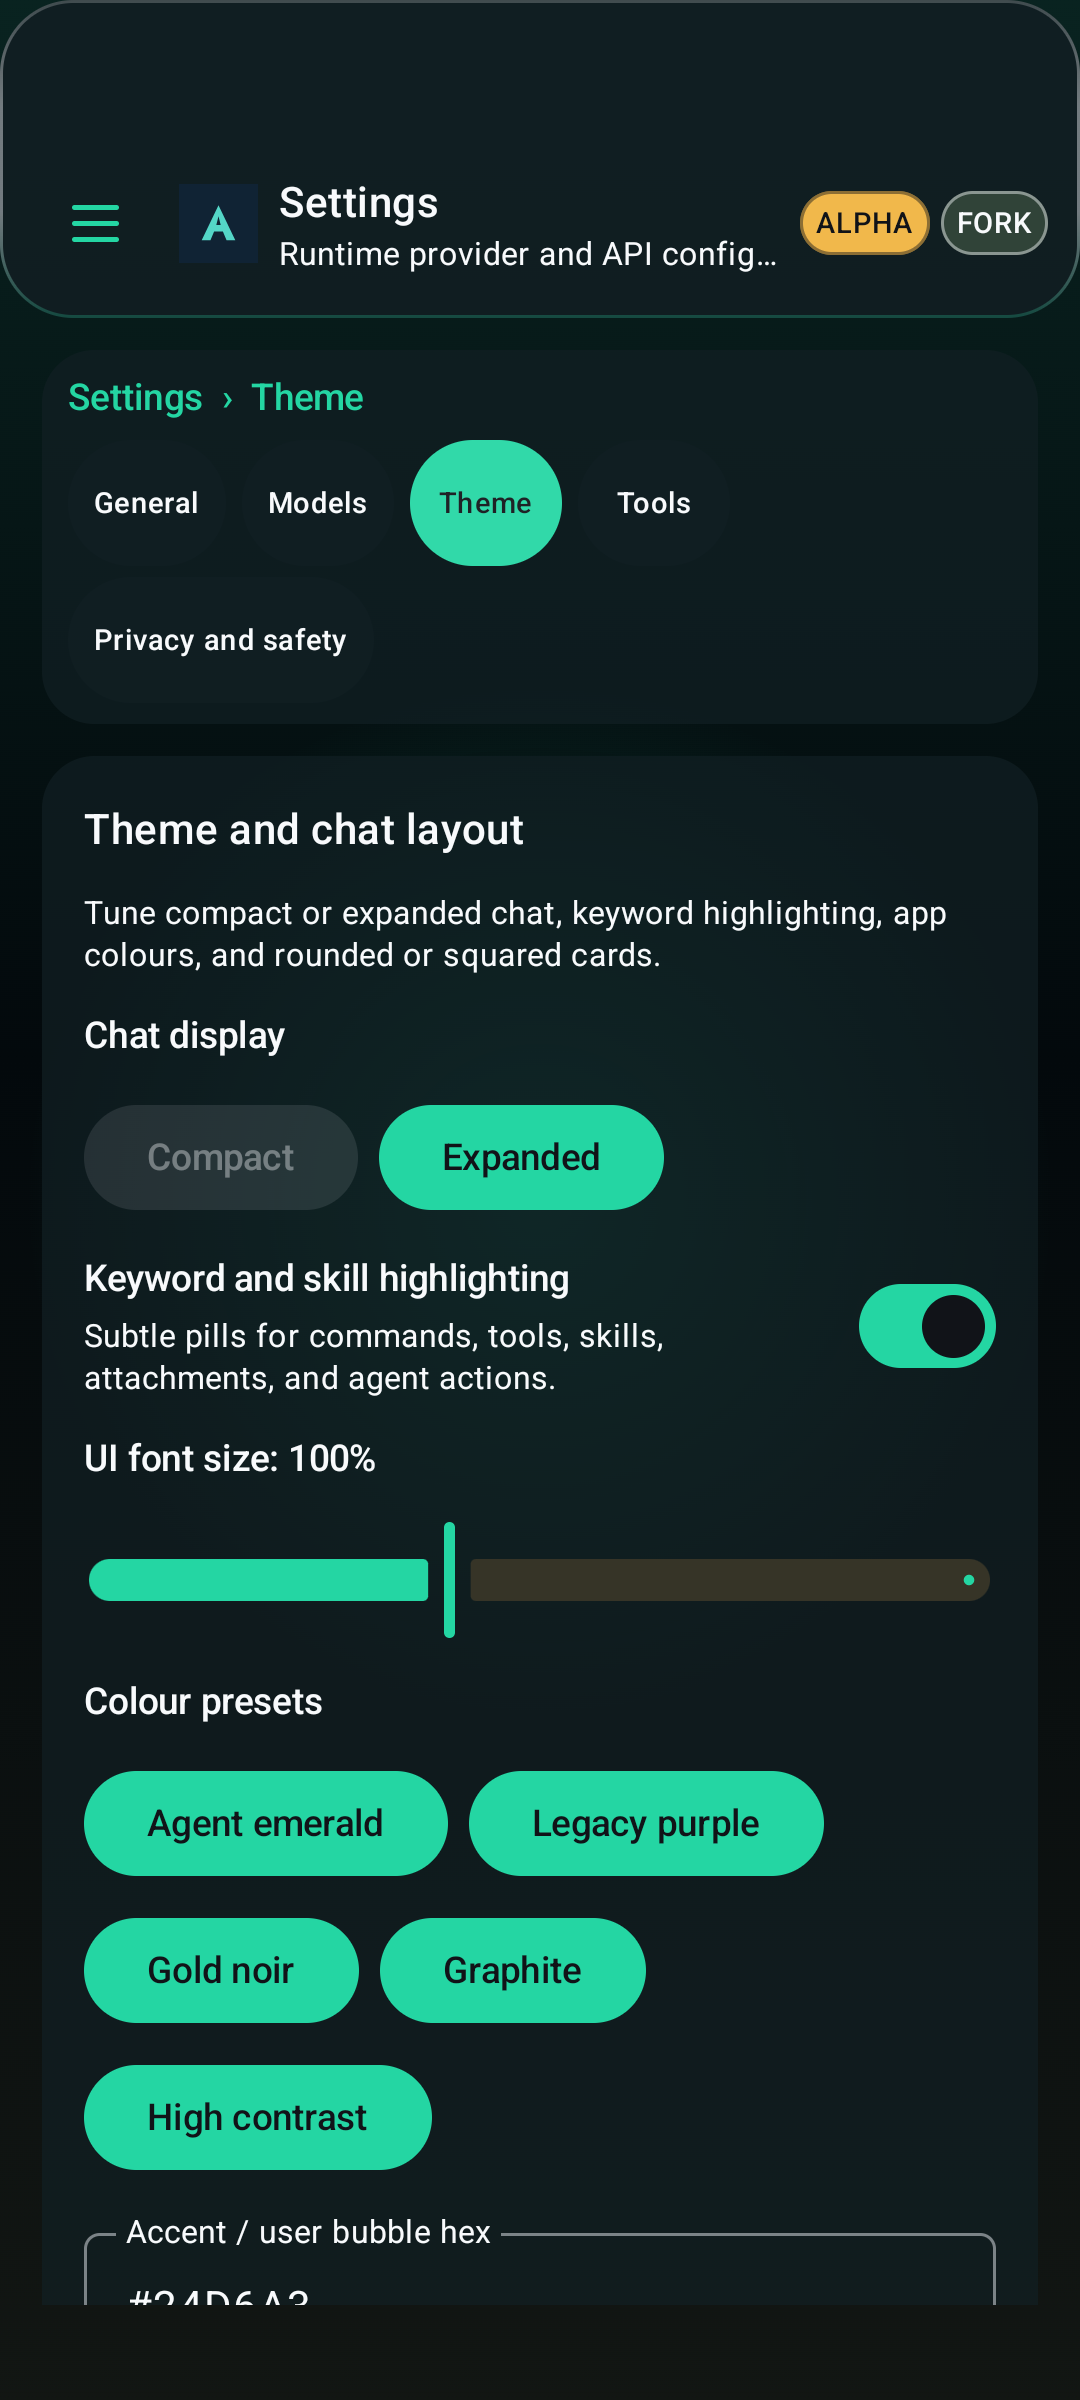 Settings
Runtime provider and API config…
ALPHA
FORK
Settings › Theme
General
Models
Theme
Tools
Privacy and safety
Theme and chat layout
Tune compact or expanded chat, keyword highlighting, app
colours, and rounded or squared cards.
Chat display
Compact
Expanded
Keyword and skill highlighting
Subtle pills for commands, tools, skills,
attachments, and agent actions.
UI font size: 100%
Colour presets
Agent emerald
Legacy purple
Gold noir
Graphite
High contrast
Accent / user bubble hex
#24D6A3